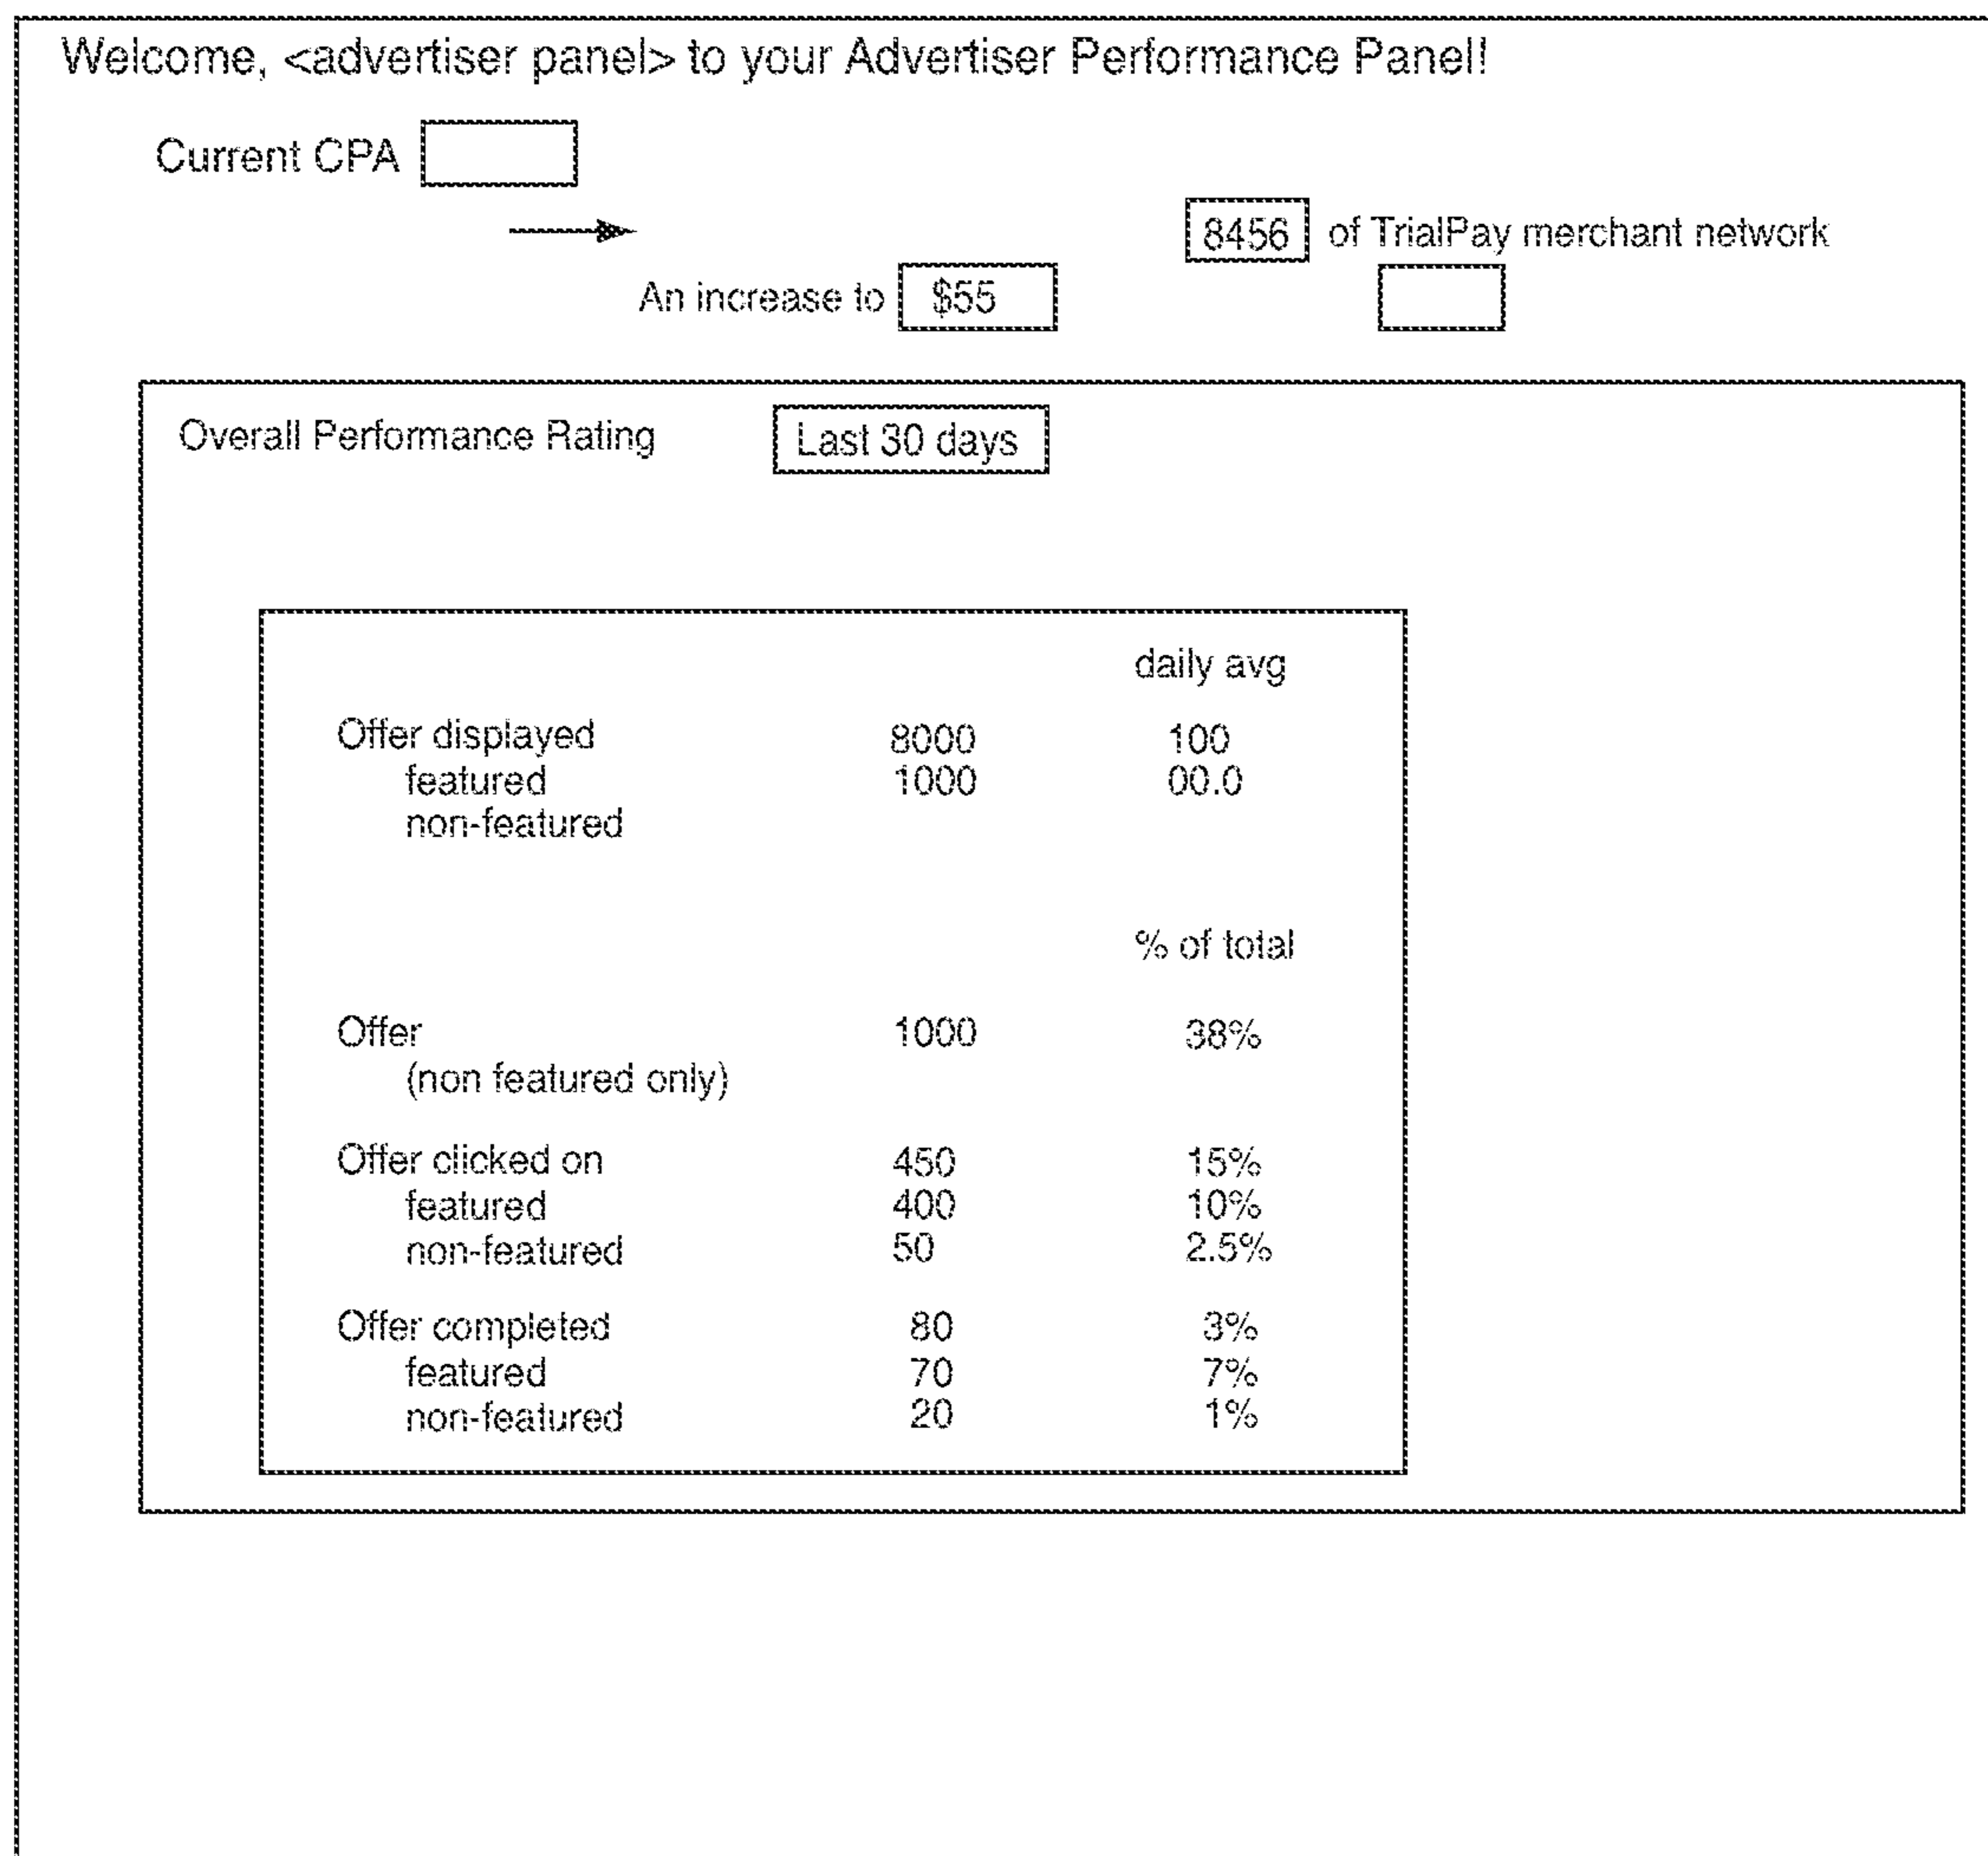 Welcome, <advertiser panel> to your Advertiser Performance Panel!
Current CPA
8456 of TrialPay merchant network
An increase to $55
Overall Performance Rating Last 30 days
daily avg
Offer displayed 8000 100
featured 1000 00.0
non-featured
% of total
Offer 1000 38%
(non featured only)
Offer clicked on 450 15%
featured 400 10%
non-featured 50 2.5%
Offer completed 80 3%
featured 70 7%
non-featured 20 1%